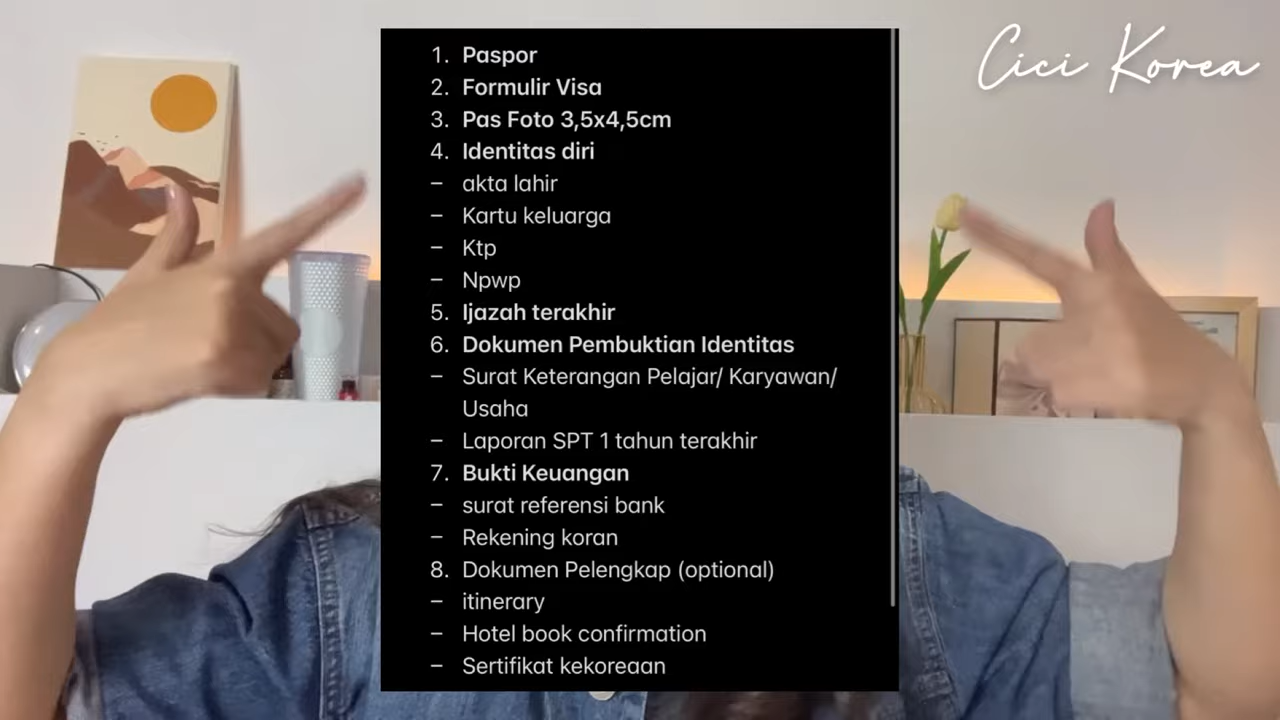 Cici Korea
1. Paspor
2. Formulir Visa
3. Pas Foto 3,5x4,5cm
4. Identitas diri
– akta lahir
– Kartu keluarga
– Ktp
– Npwp
5. Ijazah terakhir
6. Dokumen Pembuktian Identitas
– Surat Keterangan Pelajar/ Karyawan/
Usaha
– Laporan SPT 1 tahun terakhir
7. Bukti Keuangan
– surat referensi bank
– Rekening koran
8. Dokumen Pelengkap (optional)
– itinerary
– Hotel book confirmation
– Sertifikat kekoreaan